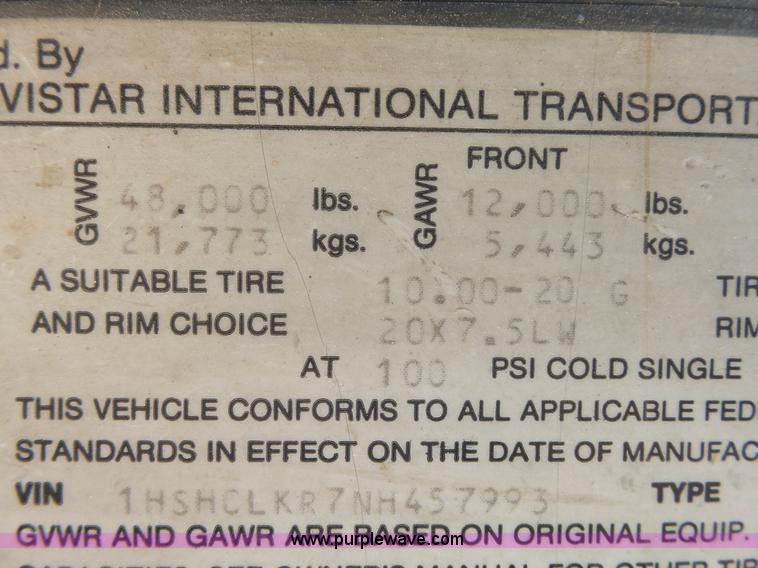 d. By
VISTAR INTERNATIONAL TRANSPORT
FRONT
GVWR 48,000 lbs. GAWR 12,000 lbs.
21,773 kgs. 5,443 kgs.
A SUITABLE TIRE 10.00-20 G TIR
AND RIM CHOICE 20X7.5LW RIM
AT 100 PSI COLD SINGLE
THIS VEHICLE CONFORMS TO ALL APPLICABLE FED
STANDARDS IN EFFECT ON THE DATE OF MANUFAC
VIN 1HSHCLKR7NH457993 TYPE
GVWR AND GAWR ARE BASED ON ORIGINAL EQUIP.
www.purplewave.com